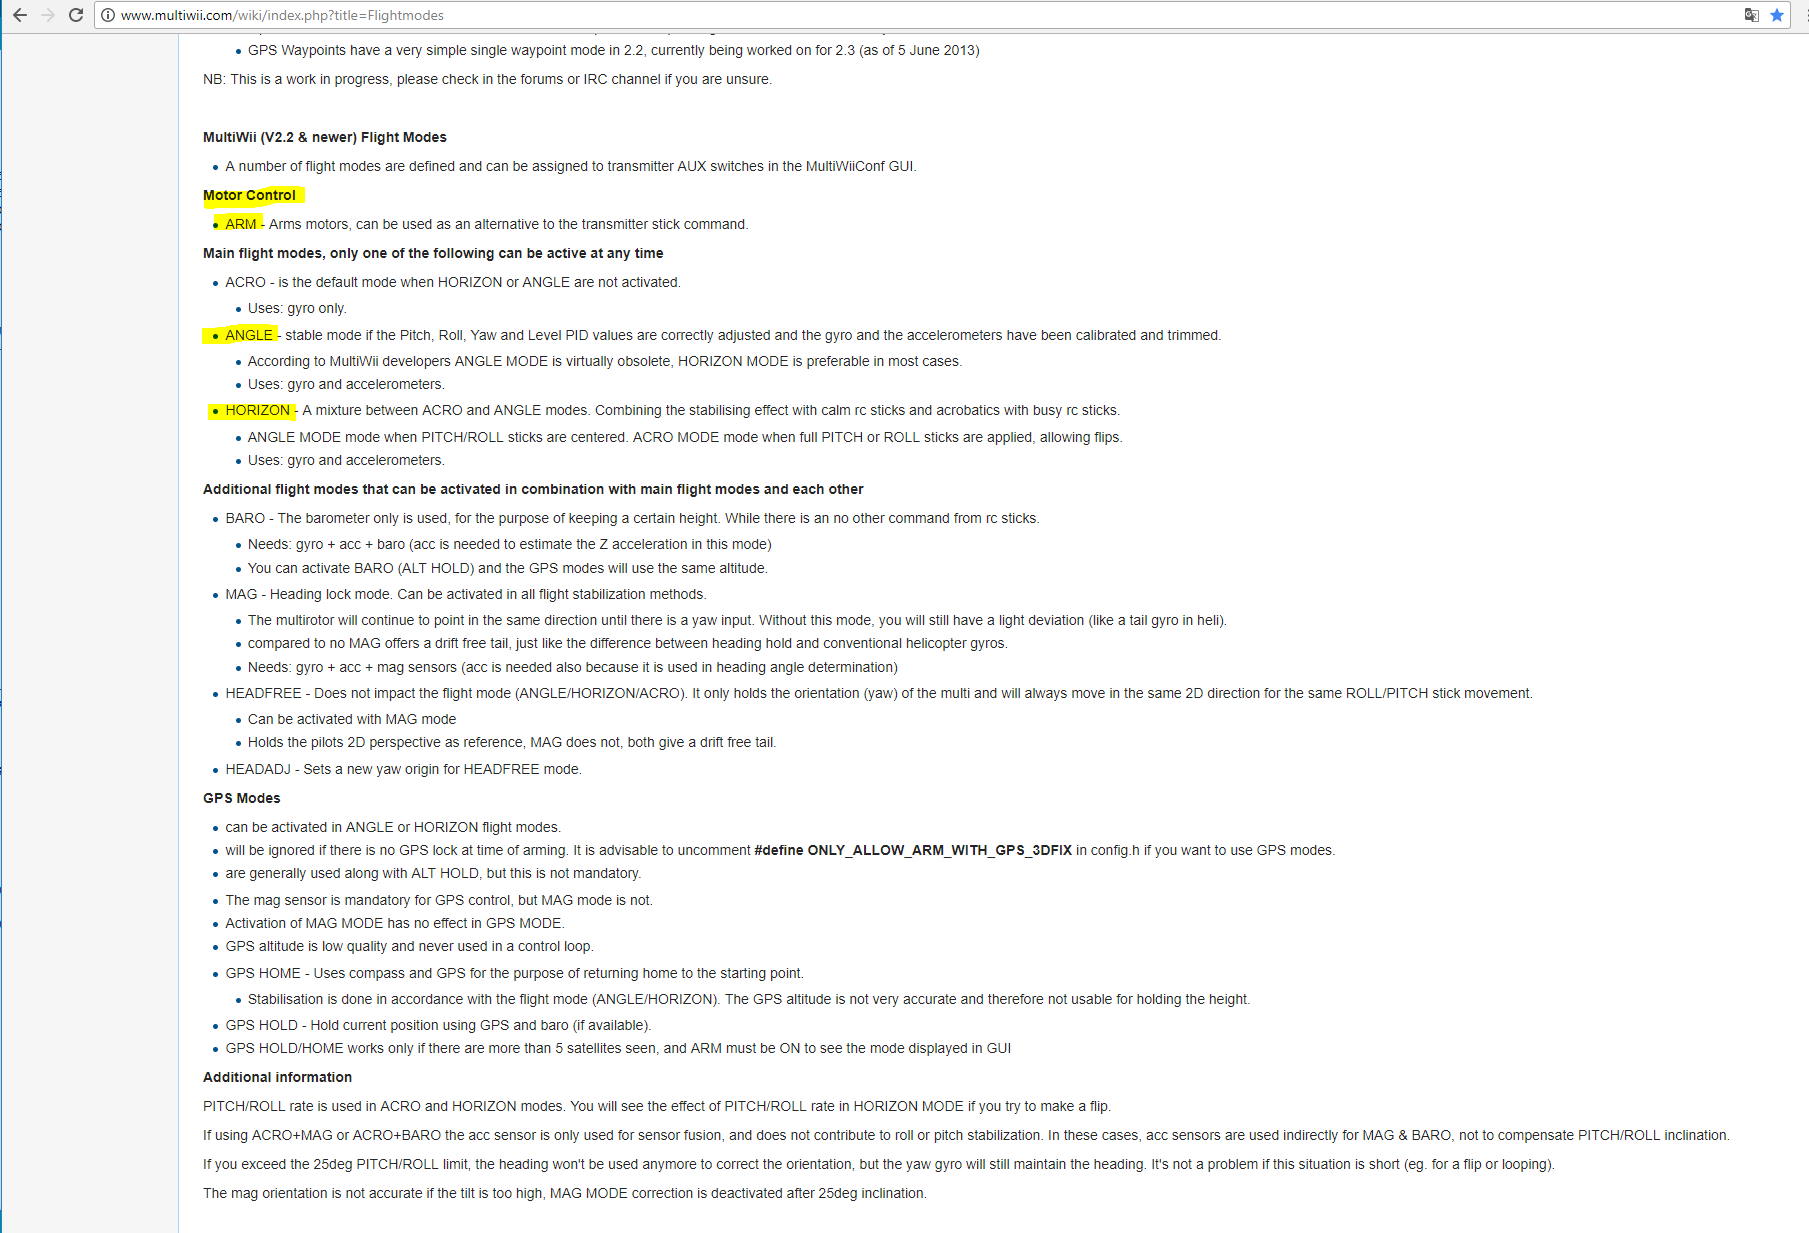 www.multiwii.com/wiki/index.php?title=Flightmodes
GPS Waypoints have a very simple single waypoint mode in 2.2, currently being worked on for 2.3 (as of 5 June 2013)
NB: This is a work in progress, please check in the forums or IRC channel if you are unsure.
MultiWii (V2.2 & newer) Flight Modes
A number of flight modes are defined and can be assigned to transmitter AUX switches in the MultiWiiConf GUI.
Motor Control
ARM - Arms motors, can be used as an alternative to the transmitter stick command.
Main flight modes, only one of the following can be active at any time
ACRO - is the default mode when HORIZON or ANGLE are not activated.
Uses: gyro only.
ANGLE - stable mode if the Pitch, Roll, Yaw and Level PID values are correctly adjusted and the gyro and the accelerometers have been calibrated and trimmed.
According to MultiWii developers ANGLE MODE is virtually obsolete, HORIZON MODE is preferable in most cases.
Uses: gyro and accelerometers.
HORIZON - A mixture between ACRO and ANGLE modes. Combining the stabilising effect with calm rc sticks and acrobatics with busy rc sticks.
ANGLE MODE mode when PITCH/ROLL sticks are centered. ACRO MODE mode when full PITCH or ROLL sticks are applied, allowing flips.
Uses: gyro and accelerometers.
Additional flight modes that can be activated in combination with main flight modes and each other
BARO - The barometer only is used, for the purpose of keeping a certain height. While there is an no other command from rc sticks.
Needs: gyro + acc + baro (acc is needed to estimate the Z acceleration in this mode)
You can activate BARO (ALT HOLD) and the GPS modes will use the same altitude.
MAG - Heading lock mode. Can be activated in all flight stabilization methods.
The multirotor will continue to point in the same direction until there is a yaw input. Without this mode, you will still have a light deviation (like a tail gyro in heli).
compared to no MAG offers a drift free tail, just like the difference between heading hold and conventional helicopter gyros.
Needs: gyro + acc + mag sensors (acc is needed also because it is used in heading angle determination)
HEADFREE - Does not impact the flight mode (ANGLE/HORIZON/ACRO). It only holds the orientation (yaw) of the multi and will always move in the same 2D direction for the same ROLL/PITCH stick movement.
Can be activated with MAG mode
Holds the pilots 2D perspective as reference, MAG does not, both give a drift free tail.
HEADADJ - Sets a new yaw origin for HEADFREE mode.
GPS Modes
can be activated in ANGLE or HORIZON flight modes.
will be ignored if there is no GPS lock at time of arming. It is advisable to uncomment #define ONLY_ALLOW_ARM_WITH_GPS_3DFIX in config.h if you want to use GPS modes.
are generally used along with ALT HOLD, but this is not mandatory.
The mag sensor is mandatory for GPS control, but MAG mode is not.
Activation of MAG MODE has no effect in GPS MODE.
GPS altitude is low quality and never used in a control loop.
GPS HOME - Uses compass and GPS for the purpose of returning home to the starting point.
Stabilisation is done in accordance with the flight mode (ANGLE/HORIZON). The GPS altitude is not very accurate and therefore not usable for holding the height.
GPS HOLD - Hold current position using GPS and baro (if available).
GPS HOLD/HOME works only if there are more than 5 satellites seen, and ARM must be ON to see the mode displayed in GUI
Additional information
PITCH/ROLL rate is used in ACRO and HORIZON modes. You will see the effect of PITCH/ROLL rate in HORIZON MODE if you try to make a flip.
If using ACRO+MAG or ACRO+BARO the acc sensor is only used for sensor fusion, and does not contribute to roll or pitch stabilization. In these cases, acc sensors are used indirectly for MAG & BARO, not to compensate PITCH/ROLL inclination.
If you exceed the 25deg PITCH/ROLL limit, the heading won't be used anymore to correct the orientation, but the yaw gyro will still maintain the heading. It's not a problem if this situation is short (eg. for a flip or looping).
The mag orientation is not accurate if the tilt is too high, MAG MODE correction is deactivated after 25deg inclination.